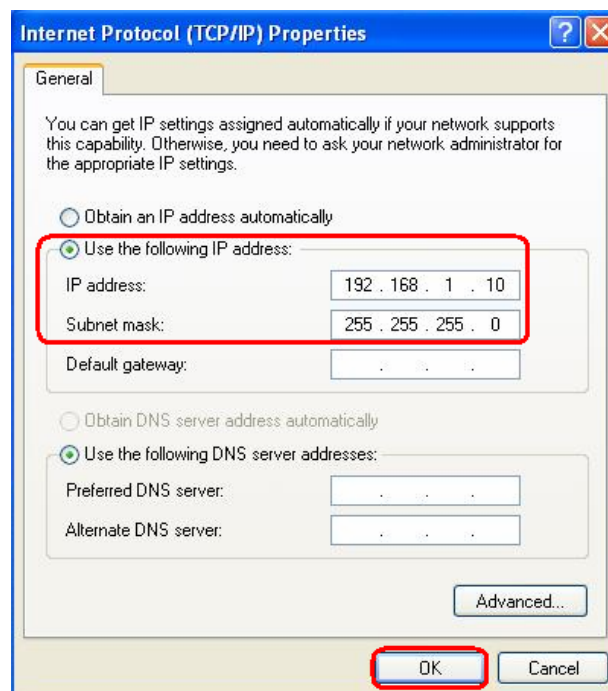 Internet Protocol (TCP/IP) Properties
General
You can get IP settings assigned automatically if your network supports
this capability. Otherwise, you need to ask your network administrator for
the appropriate IP settings.
Obtain an IP address automatically
Use the following IP address:
IP address: 192 . 168 . 1 . 10
Subnet mask: 255 . 255 . 255 . 0
Default gateway: . . .
Obtain DNS server address automatically
Use the following DNS server addresses:
Preferred DNS server: . . .
Alternate DNS server: . . .
Advanced...
OK Cancel